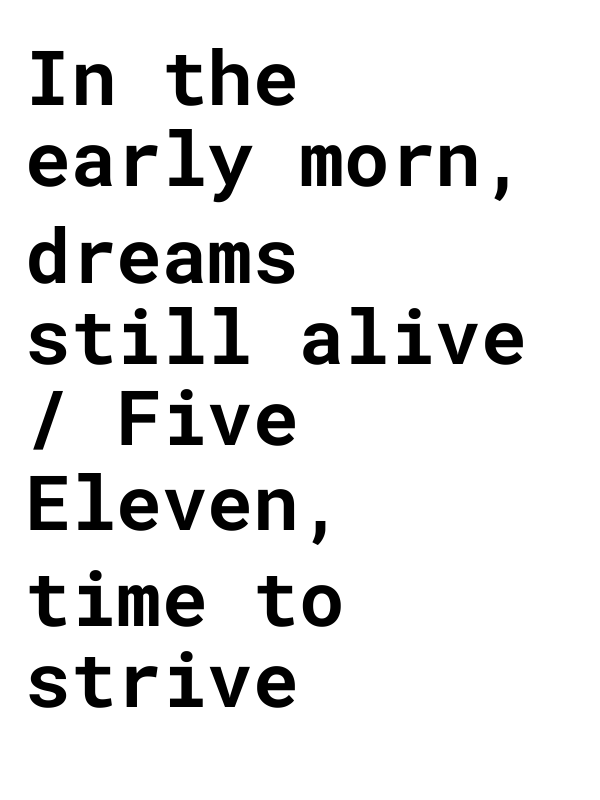 In the
early morn,
dreams
still alive
/ Five
Eleven,
time to
strive